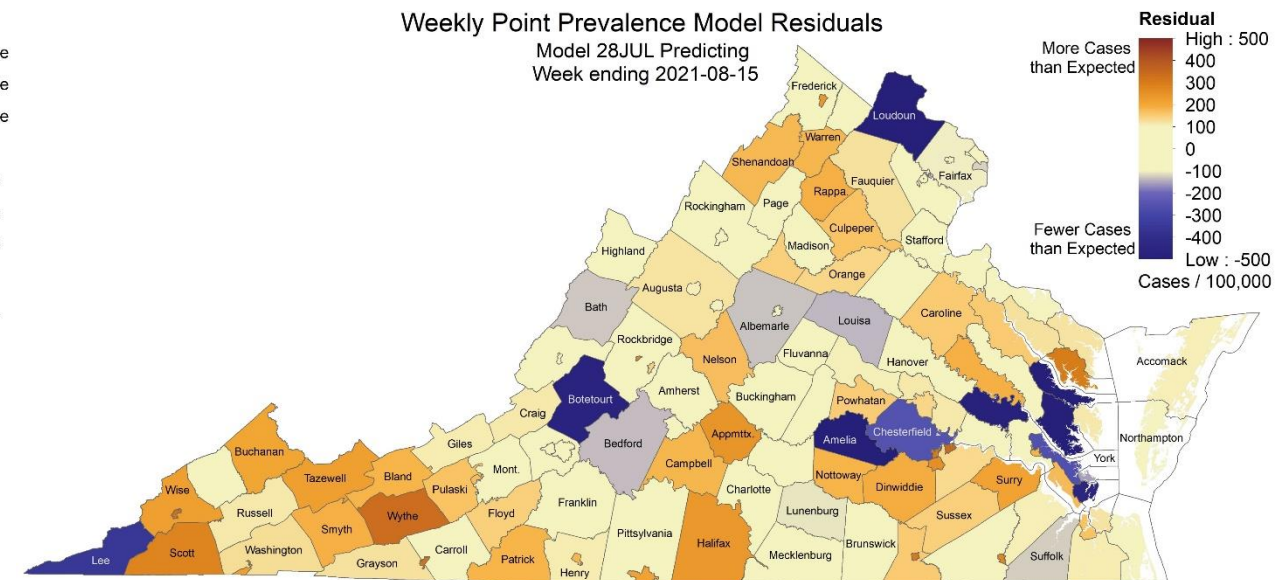 Weekly Point Prevalence Model Residuals
Model 28JUL Predicting
Week ending 2021-08-15
e
e
e
Residual
More Cases
than Expected
Fewer Cases
than Expected
High : 500
400
300
200
100
0
-100
-200
-300
-400
Low : -500
Cases / 100,000
Frederick
Loudoun
Warren
Shenandoah
Fauquier
Fairfax
Rappa.
Rockingham
Page
Culpeper
Stafford
Madison
Highland
Orange
Augusta
Bath
Albemarle
Louisa
Caroline
Rockbridge
Nelson
Fluvanna
Hanover
Accomack
Amherst
Buckingham
Botetourt
Powhatan
Craig
Appmttx.
Amelia
Chesterfield
Northampton
Giles
Bedford
Buchanan
Campbell
York
Mont.
Tazewell
Bland
Nottoway
Dinwiddie
Surry
Wise
Pulaski
Charlotte
Franklin
Russell
Wythe
Floyd
Lunenburg
Sussex
Smyth
Pittsylvania
Halifax
Brunswick
Scott
Washington
Carroll
Mecklenburg
Suffolk
Lee
Grayson
Patrick
Henry